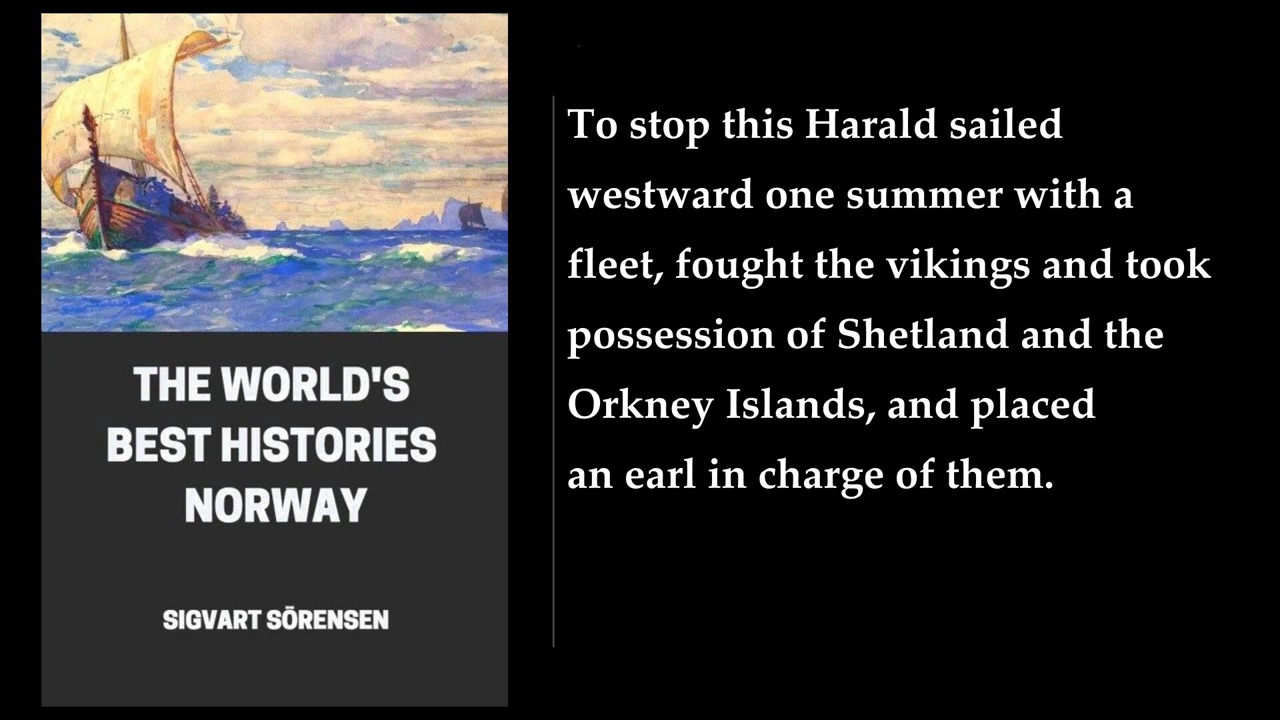 THE WORLD'S
BEST HISTORIES
NORWAY
SIGVART SÖRENSEN
To stop this Harald sailed
westward one summer with a
fleet, fought the vikings and took
possession of Shetland and the
Orkney Islands, and placed
an earl in charge of them.